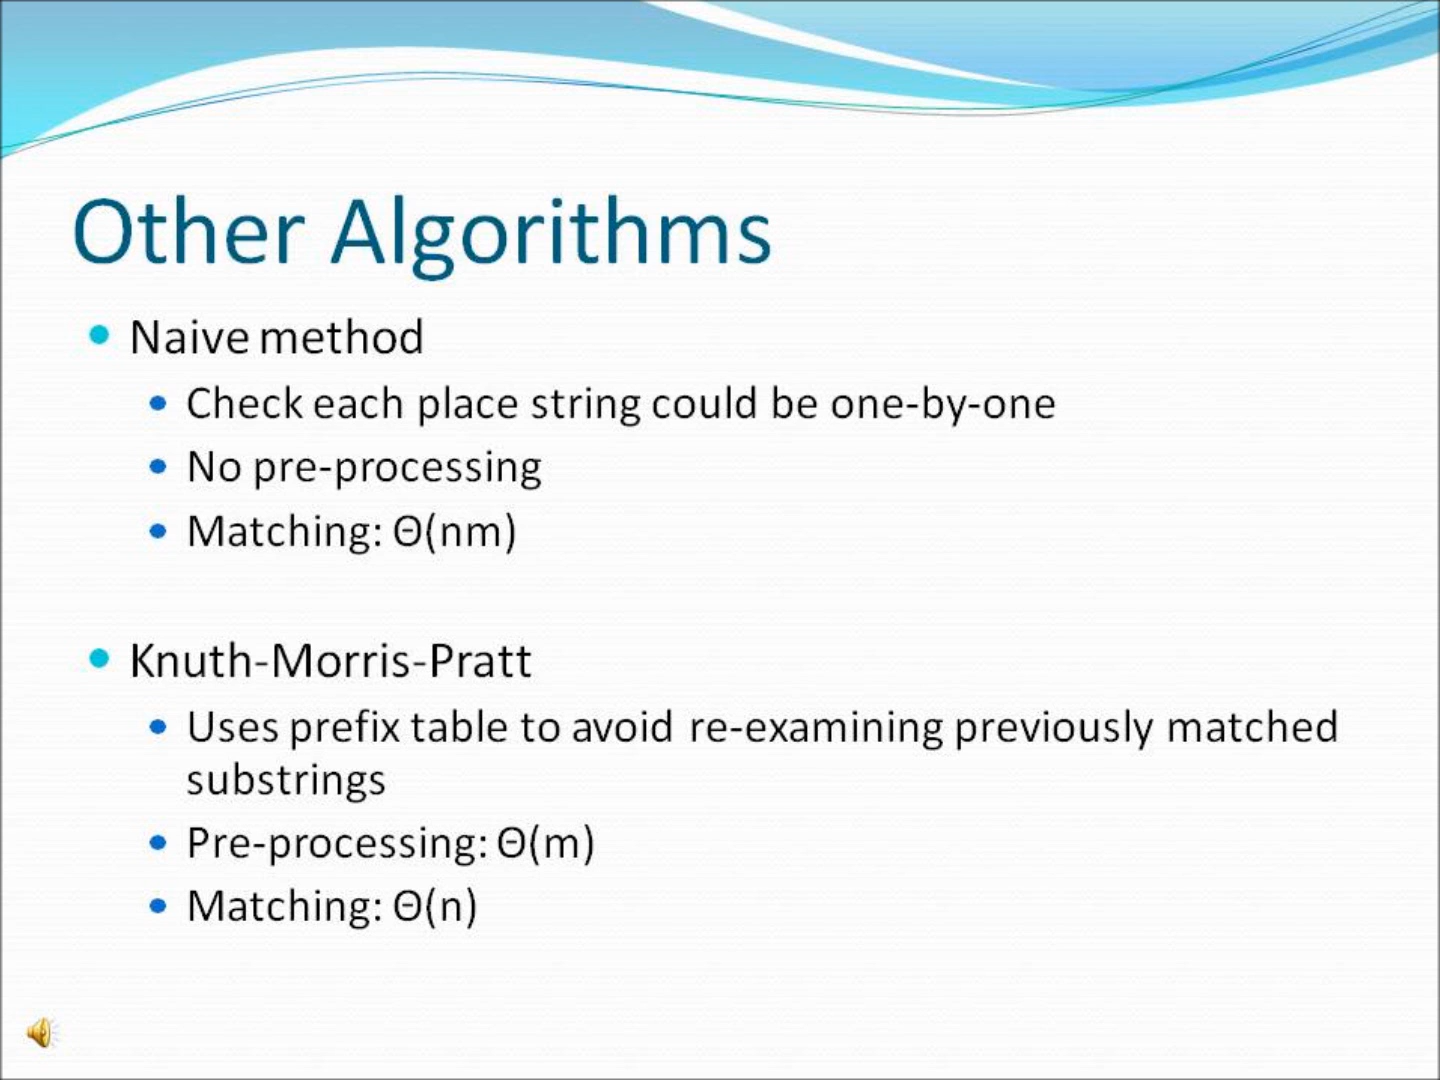 Other Algorithms
Naive method
Check each place string could be one-by-one
No pre-processing
Matching: Θ(nm)
Knuth-Morris-Pratt
Uses prefix table to avoid re-examining previously matched
substrings
Pre-processing: Θ(m)
Matching: Θ(n)